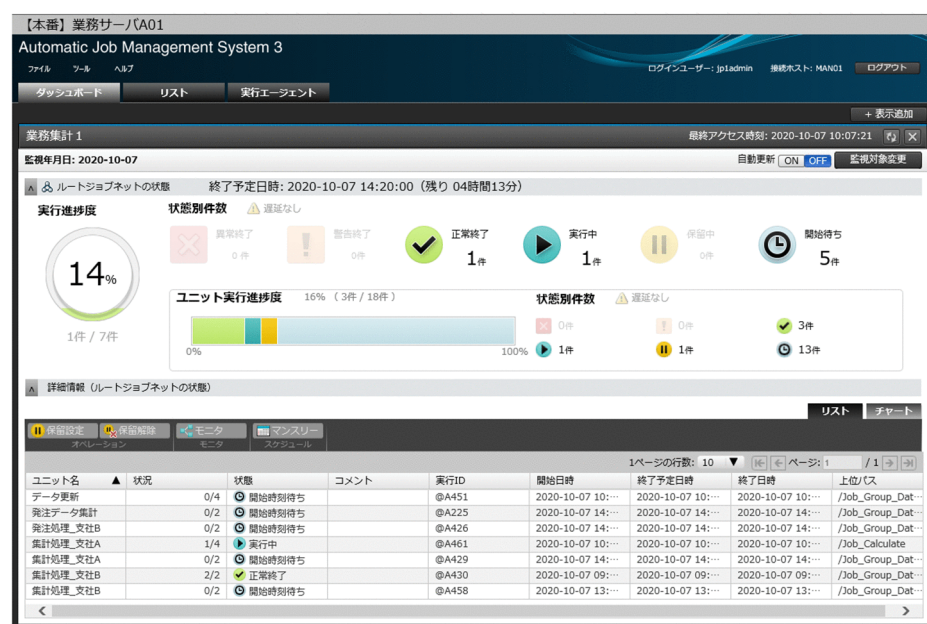 【本番】業務サーバA01
Automatic Job Management System 3
ファイル ツール ヘルプ
ログインユーザー: jp1admin 接続ホスト: MAN01 ログアウト
ダッシュボード リスト 実行エージェント
+ 表示追加
業務集計 1 最終アクセス時刻: 2020-10-07 10:07:21
監視年月日: 2020-10-07 自動更新 ON OFF 監視対象変更
ルートジョブネットの状態 終了予定日時: 2020-10-07 14:20:00（残り 04時間13分）
実行進捗度 状態別件数 遅延なし
異常終了 0件 警告終了 0件 正常終了 1件 実行中 1件 保留中 0件 開始待ち 5件
14%
1件 / 7件
ユニット実行進捗度 16% （ 3件 / 18件 ） 状態別件数 遅延なし
0件 0件 3件
1件 1件 13件
0% 100%
詳細情報（ルートジョブネットの状態）
リスト チャート
保留設定 保留解除 モニタ マンスリー
オペレーション モニタ スケジュール
1ページの行数: 10 ▼ ページ: 1 / 1
ユニット名 ▲ 状況 状態 コメント 実行ID 開始日時 終了予定日時 終了日時 上位パス
データ更新 0/4 開始時刻待ち @A451 2020-10-07 10:… 2020-10-07 10:… 2020-10-07 10:… /Job_Group_Dat…
発注データ集計 0/2 開始時刻待ち @A225 2020-10-07 14:… 2020-10-07 14:… 2020-10-07 14:… /Job_Group_Dat…
発注処理_支社B 0/2 開始時刻待ち @A426 2020-10-07 14:… 2020-10-07 14:… 2020-10-07 14:… /Job_Group_Dat…
集計処理_支社A 1/4 実行中 @A461 2020-10-07 10:… 2020-10-07 10:… 2020-10-07 10:… /Job_Calculate
集計処理_支社A 0/2 開始時刻待ち @A429 2020-10-07 14:… 2020-10-07 14:… 2020-10-07 14:… /Job_Group_Dat…
集計処理_支社B 2/2 正常終了 @A430 2020-10-07 09:… 2020-10-07 09:… 2020-10-07 09:… /Job_Group_Dat…
集計処理_支社B 0/2 開始時刻待ち @A458 2020-10-07 13:… 2020-10-07 13:… 2020-10-07 13:… /Job_Group_Dat…